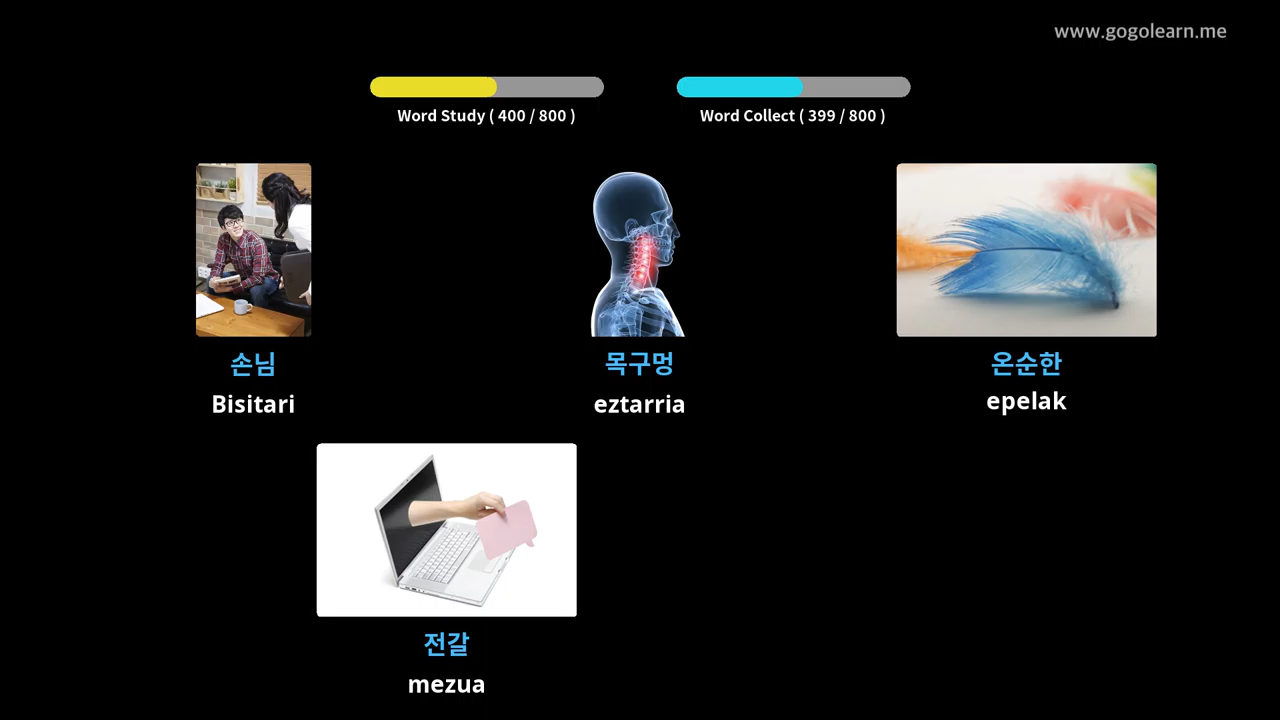 www.gogolearn.me
Word Study ( 400 / 800 )
Word Collect ( 399 / 800 )
손님
Bisitari
목구멍
eztarria
온순한
epelak
전갈
mezua